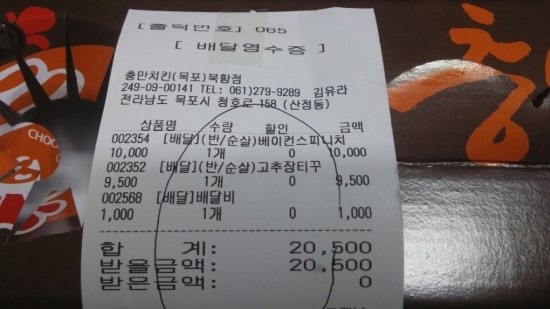 [출력번호] 065
[ 배달영수증 ]
충만치킨(목포)북항점
249-09-00141 TEL: 061)279-9289 김유라
전라남도 목포시 청호로 158 (산정동)
상품명 수량 할인 금액
002354 [배달](반/순살)베이컨스피니치
10,000 1개 0 10,000
002352 [배달](반/순살)고추장터꾸
9,500 1개 0 9,500
002568 [배달]배달비
1,000 1개 0 1,000
합 계: 20,500
받을금액: 20,500
받은금액: 0
충
CHOO